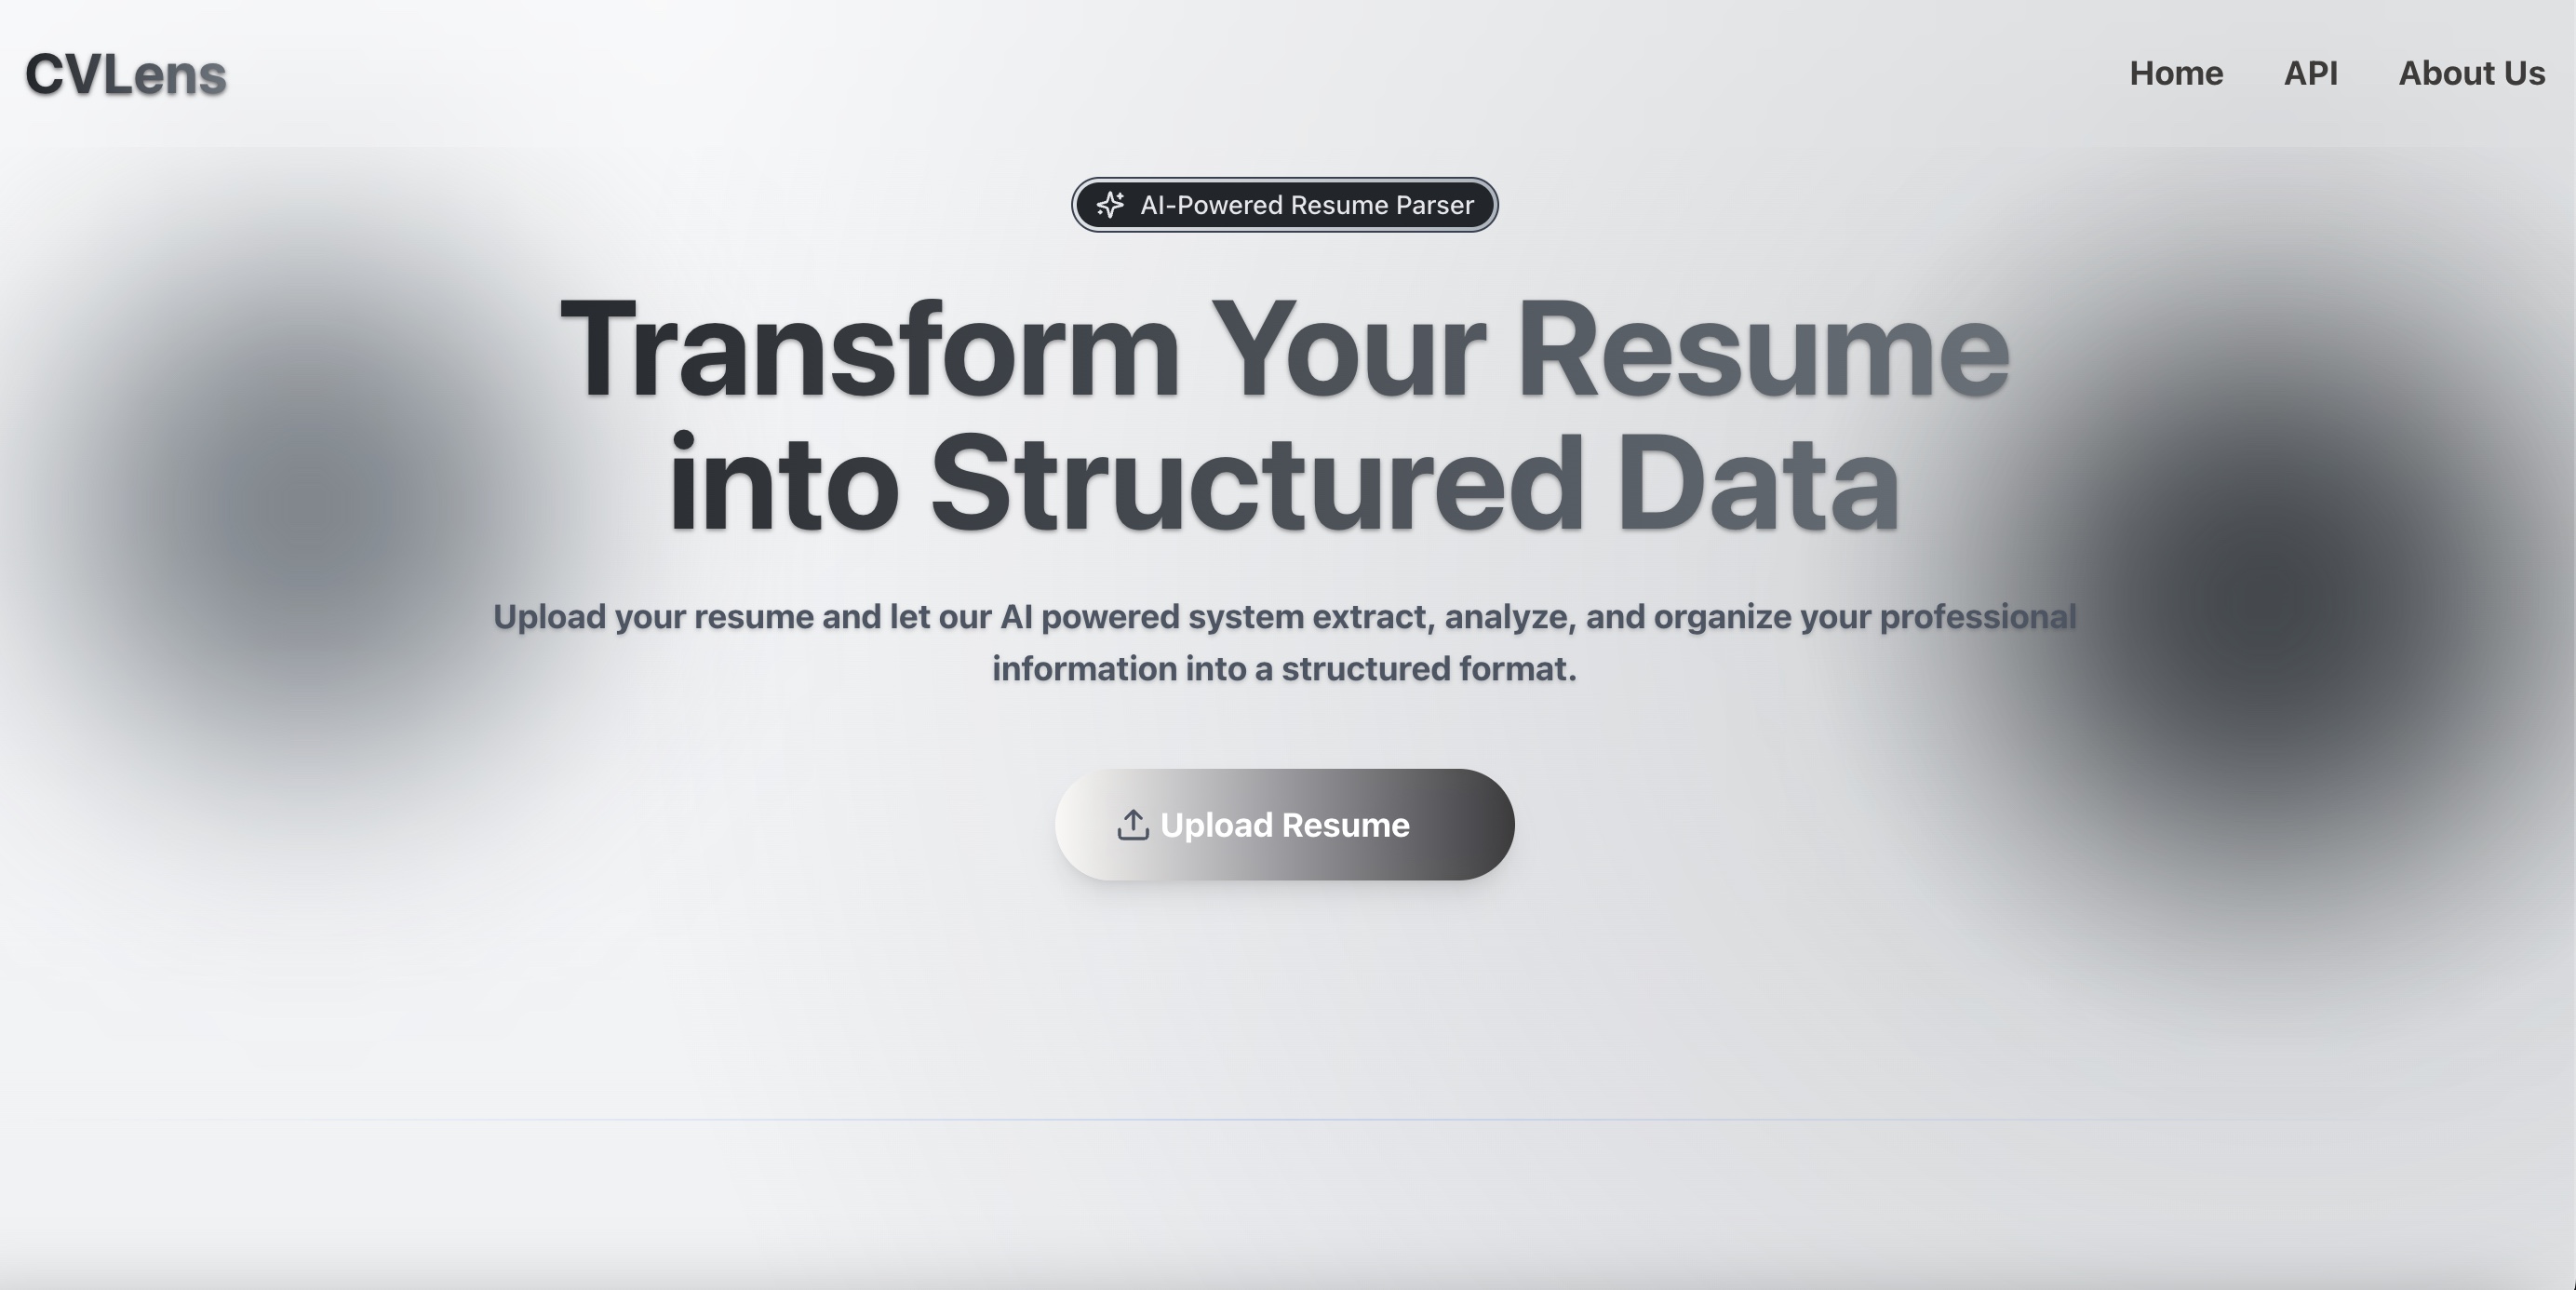 CVLens
Home API About Us
AI-Powered Resume Parser
Transform Your Resume
into Structured Data
Upload your resume and let our AI powered system extract, analyze, and organize your professional
information into a structured format.
Upload Resume